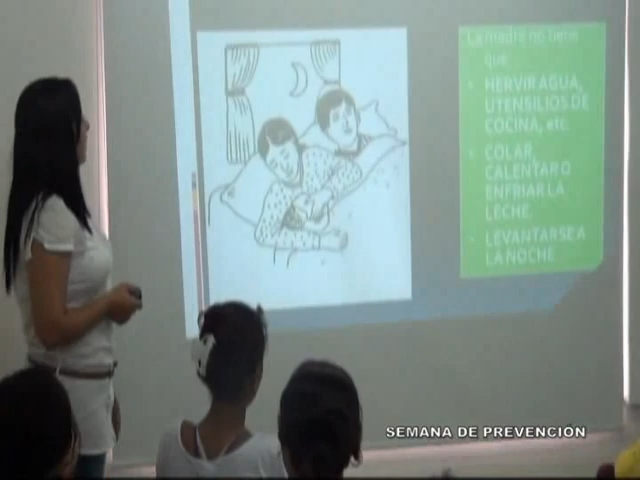 La madre no tiene
que
• HERVIR AGUA,
UTENSILIOS DE
COCINA, etc.
• COLAR,
CALENTAR O
ENFRIAR LA
LECHE.
• LEVANTARSE A
LA NOCHE
SEMANA DE PREVENCIÓN